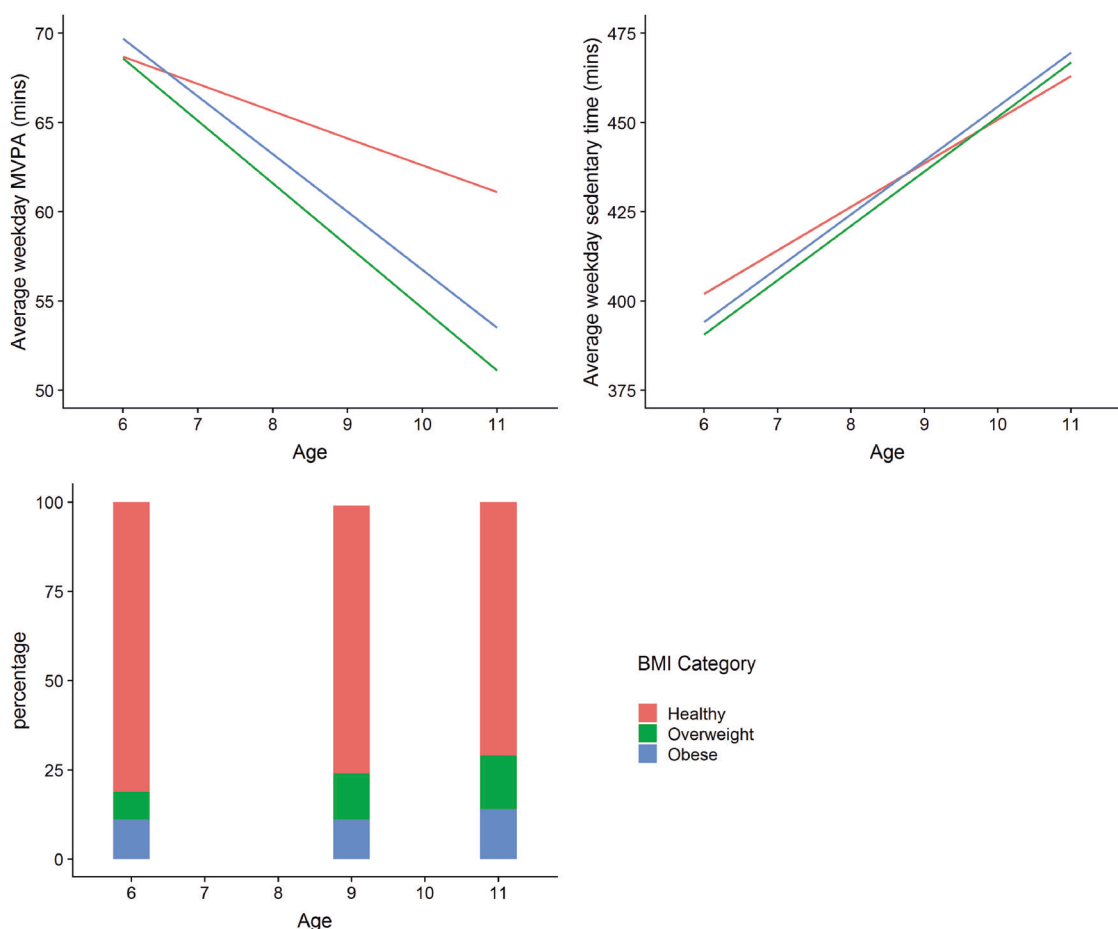 Average weekday MVPA (mins)
70
65
60
55
50
6 7 8 9 10 11
Age
Average weekday sedentary time (mins)
475
450
425
400
375
6 7 8 9 10 11
Age
percentage
100
75
50
25
0
6 7 8 9 10 11
Age
BMI Category
Healthy
Overweight
Obese